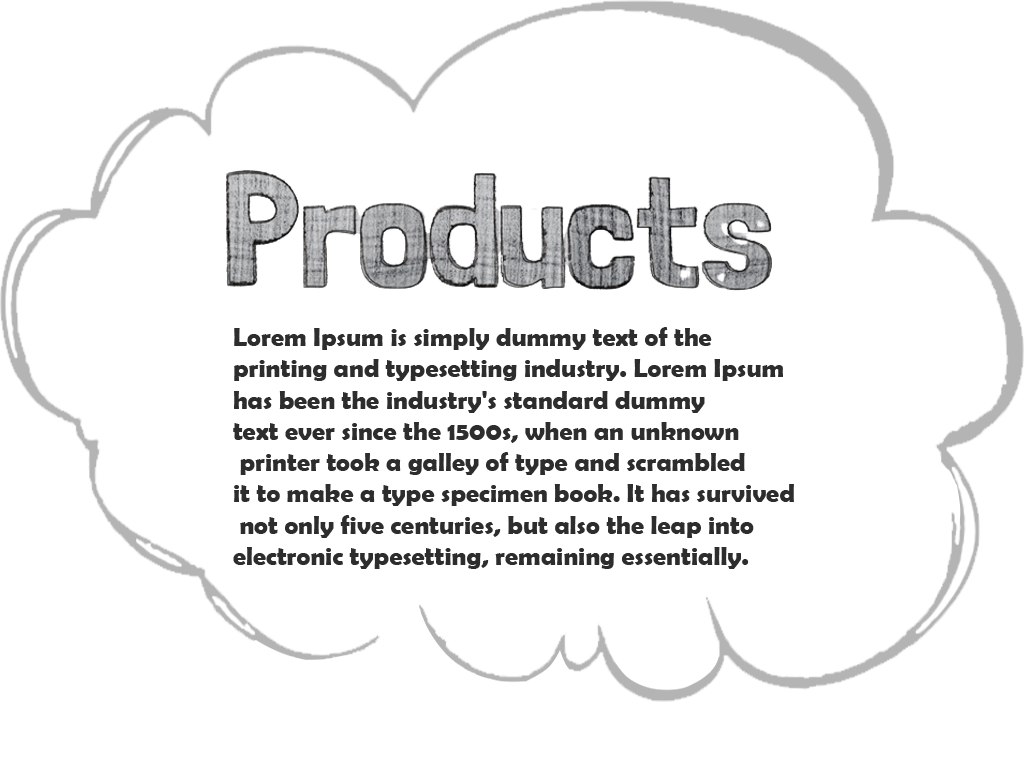 Products
Lorem Ipsum is simply dummy text of the
printing and typesetting industry. Lorem Ipsum
has been the industry's standard dummy
text ever since the 1500s, when an unknown
printer took a galley of type and scrambled
it to make a type specimen book. It has survived
not only five centuries, but also the leap into
electronic typesetting, remaining essentially.